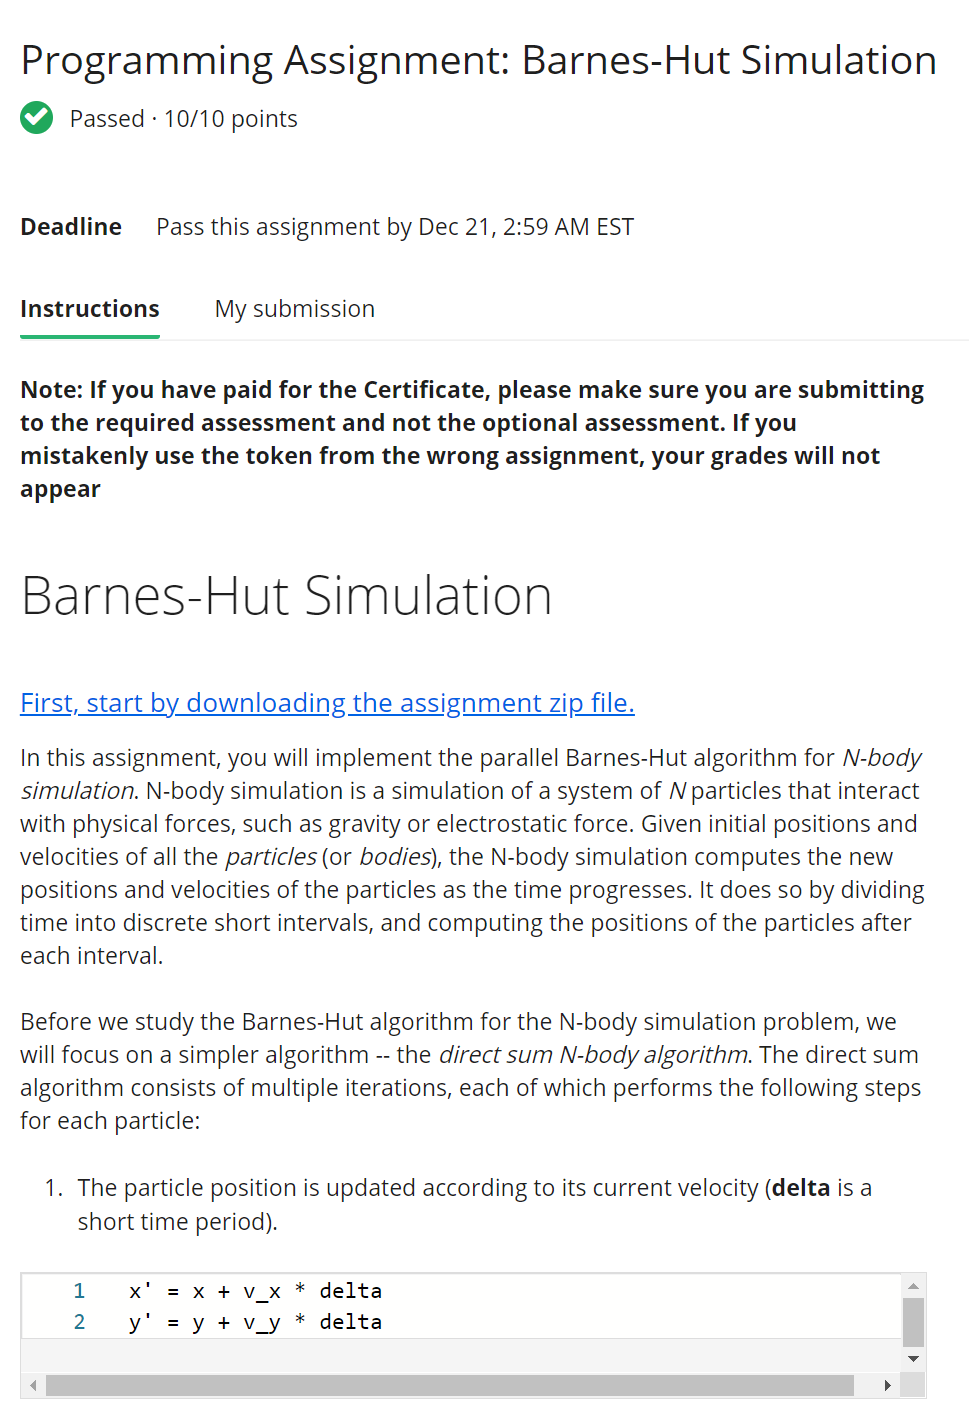 Programming Assignment: Barnes-Hut Simulation
Passed · 10/10 points
Deadline Pass this assignment by Dec 21, 2:59 AM EST
Instructions My submission
Note: If you have paid for the Certificate, please make sure you are submitting
to the required assessment and not the optional assessment. If you
mistakenly use the token from the wrong assignment, your grades will not
appear
Barnes-Hut Simulation
First, start by downloading the assignment zip file.
In this assignment, you will implement the parallel Barnes-Hut algorithm for N-body
simulation. N-body simulation is a simulation of a system of N particles that interact
with physical forces, such as gravity or electrostatic force. Given initial positions and
velocities of all the particles (or bodies), the N-body simulation computes the new
positions and velocities of the particles as the time progresses. It does so by dividing
time into discrete short intervals, and computing the positions of the particles after
each interval.
Before we study the Barnes-Hut algorithm for the N-body simulation problem, we
will focus on a simpler algorithm -- the direct sum N-body algorithm. The direct sum
algorithm consists of multiple iterations, each of which performs the following steps
for each particle:
1. The particle position is updated according to its current velocity (delta is a
short time period).
1 x' = x + v_x * delta
2 y' = y + v_y * delta